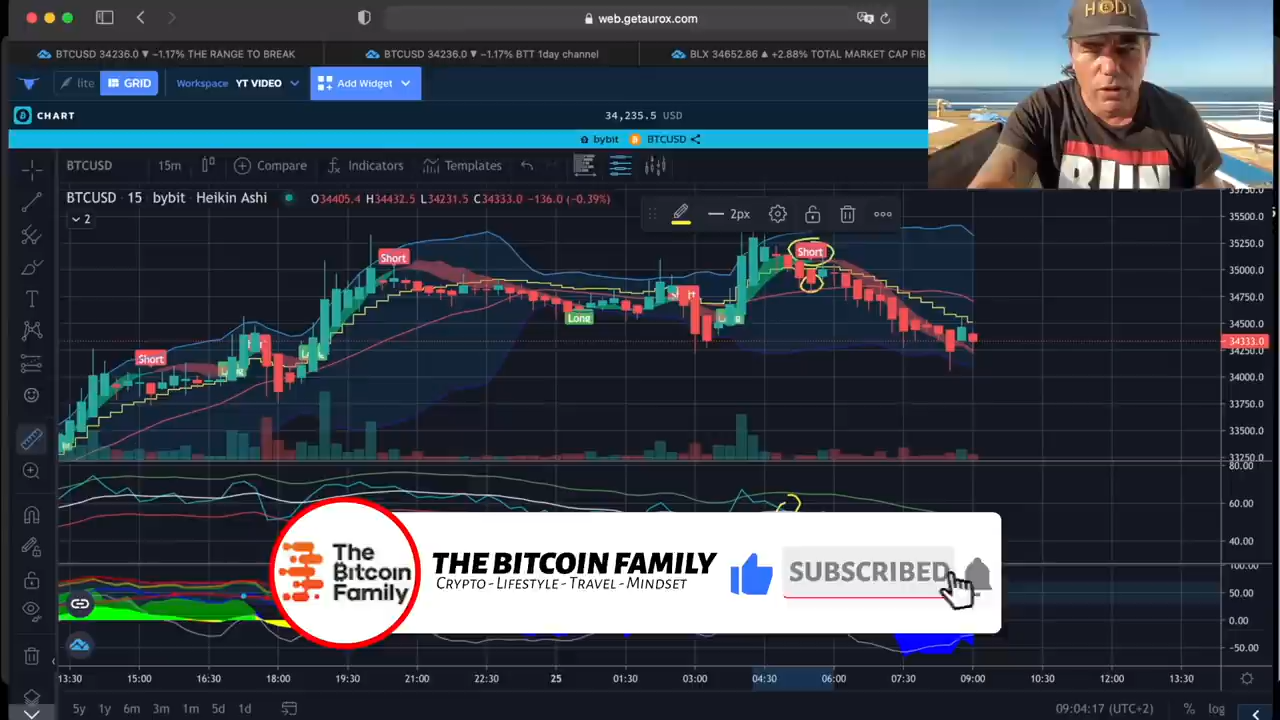 web.getaurox.com
BTCUSD 34236.0 ▼ −1.17% THE RANGE TO BREAK
BTCUSD 34236.0 ▼ −1.17% BTT 1day channel
BLX 34652.86 ▲ +2.88% TOTAL MARKET CAP FIB
HODL
lite
GRID
Workspace YT VIDEO
Add Widget
CHART
34,235.5 USD
bybit BTCUSD
RUN
BTCUSD 15m Compare Indicators Templates
BTCUSD · 15 · bybit · Heikin Ashi O34405.4 H34432.5 L34231.5 C34333.0 −136.0 (−0.39%)
2
2px
35500.0
35250.0
35000.0
34750.0
34500.0
34333.0
34250.0
34000.0
33750.0
33500.0
33250.0
Short
Short
Short
Long
80.00
60.00
40.00
100.00
50.00
0.00
−50.00
The
Bitcoin
Family
THE BITCOIN FAMILY
CRYPTO - LIFESTYLE - TRAVEL - MINDSET
SUBSCRIBED
13:30 15:00 16:30 18:00 19:30 21:00 22:30 25 01:30 03:00 04:30 06:00 07:30 09:00 10:30 12:00 13:30
5y 1y 6m 3m 1m 5d 1d
09:04:17 (UTC+2) % log